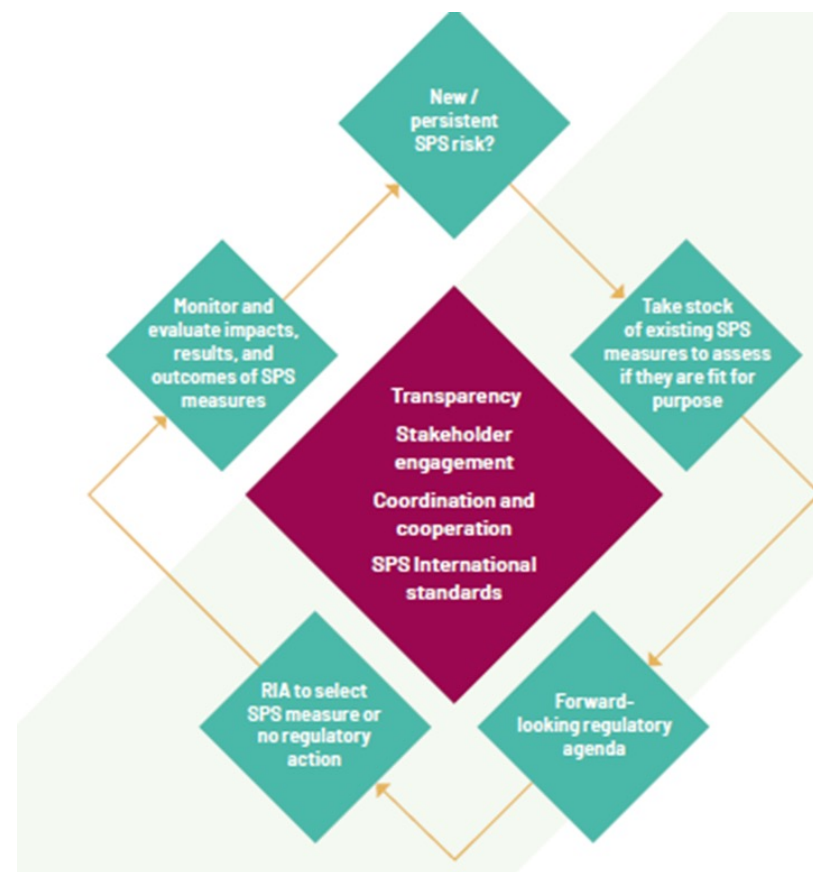 New /
persistent
SPS risk?
Take stock
of existing SPS
measures to assess
if they are fit for
purpose
Forward-
looking regulatory
agenda
RIA to select
SPS measure or
no regulatory
action
Monitor and
evaluate impacts,
results, and
outcomes of SPS
measures
Transparency
Stakeholder
engagement
Coordination and
cooperation
SPS International
standards